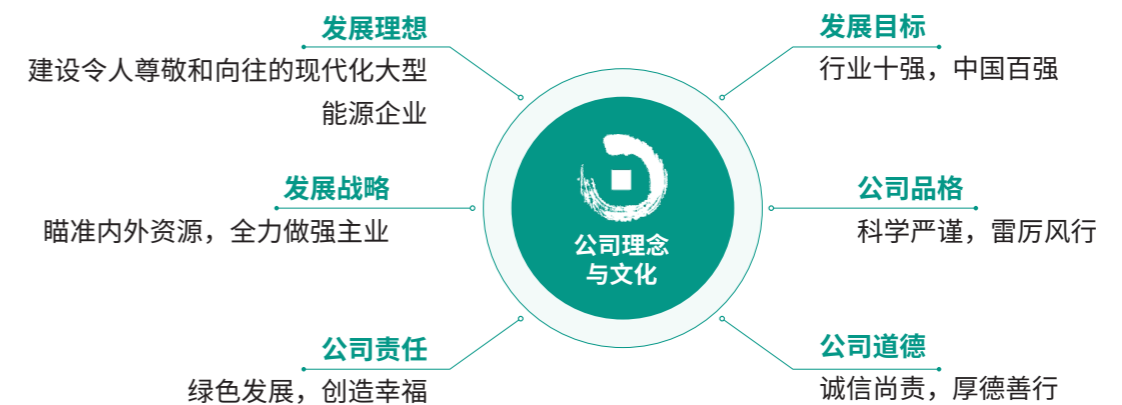 发展理想
建设令人尊敬和向往的现代化大型
能源企业
发展战略
瞄准内外资源，全力做强主业
公司责任
绿色发展，创造幸福
公司理念
与文化
发展目标
行业十强，中国百强
公司品格
科学严谨，雷厉风行
公司道德
诚信尚责，厚德善行